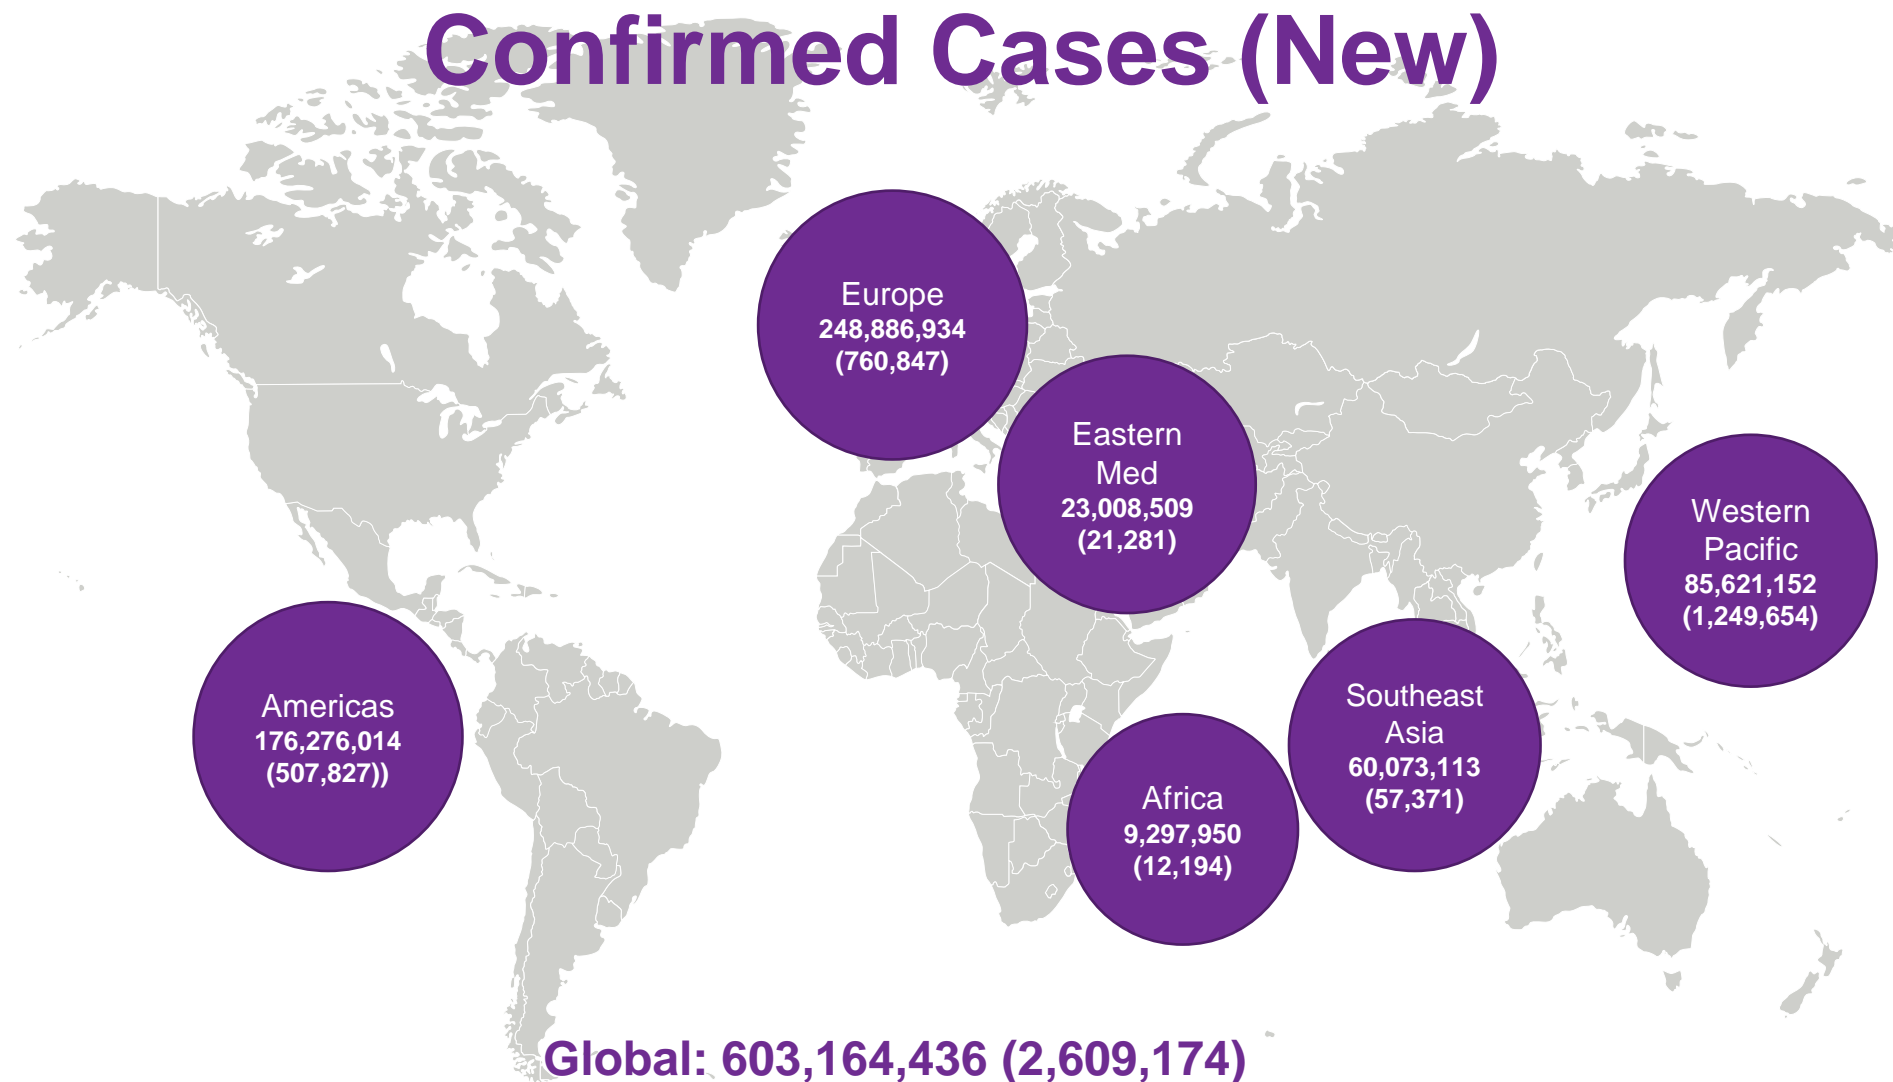 Confirmed Cases (New)
Europe
248,886,934
(760,847)
Eastern
Med
23,008,509
(21,281)
Western
Pacific
85,621,152
(1,249,654)
Americas
176,276,014
(507,827))
Southeast
Asia
60,073,113
(57,371)
Africa
9,297,950
(12,194)
Global: 603,164,436 (2,609,174)